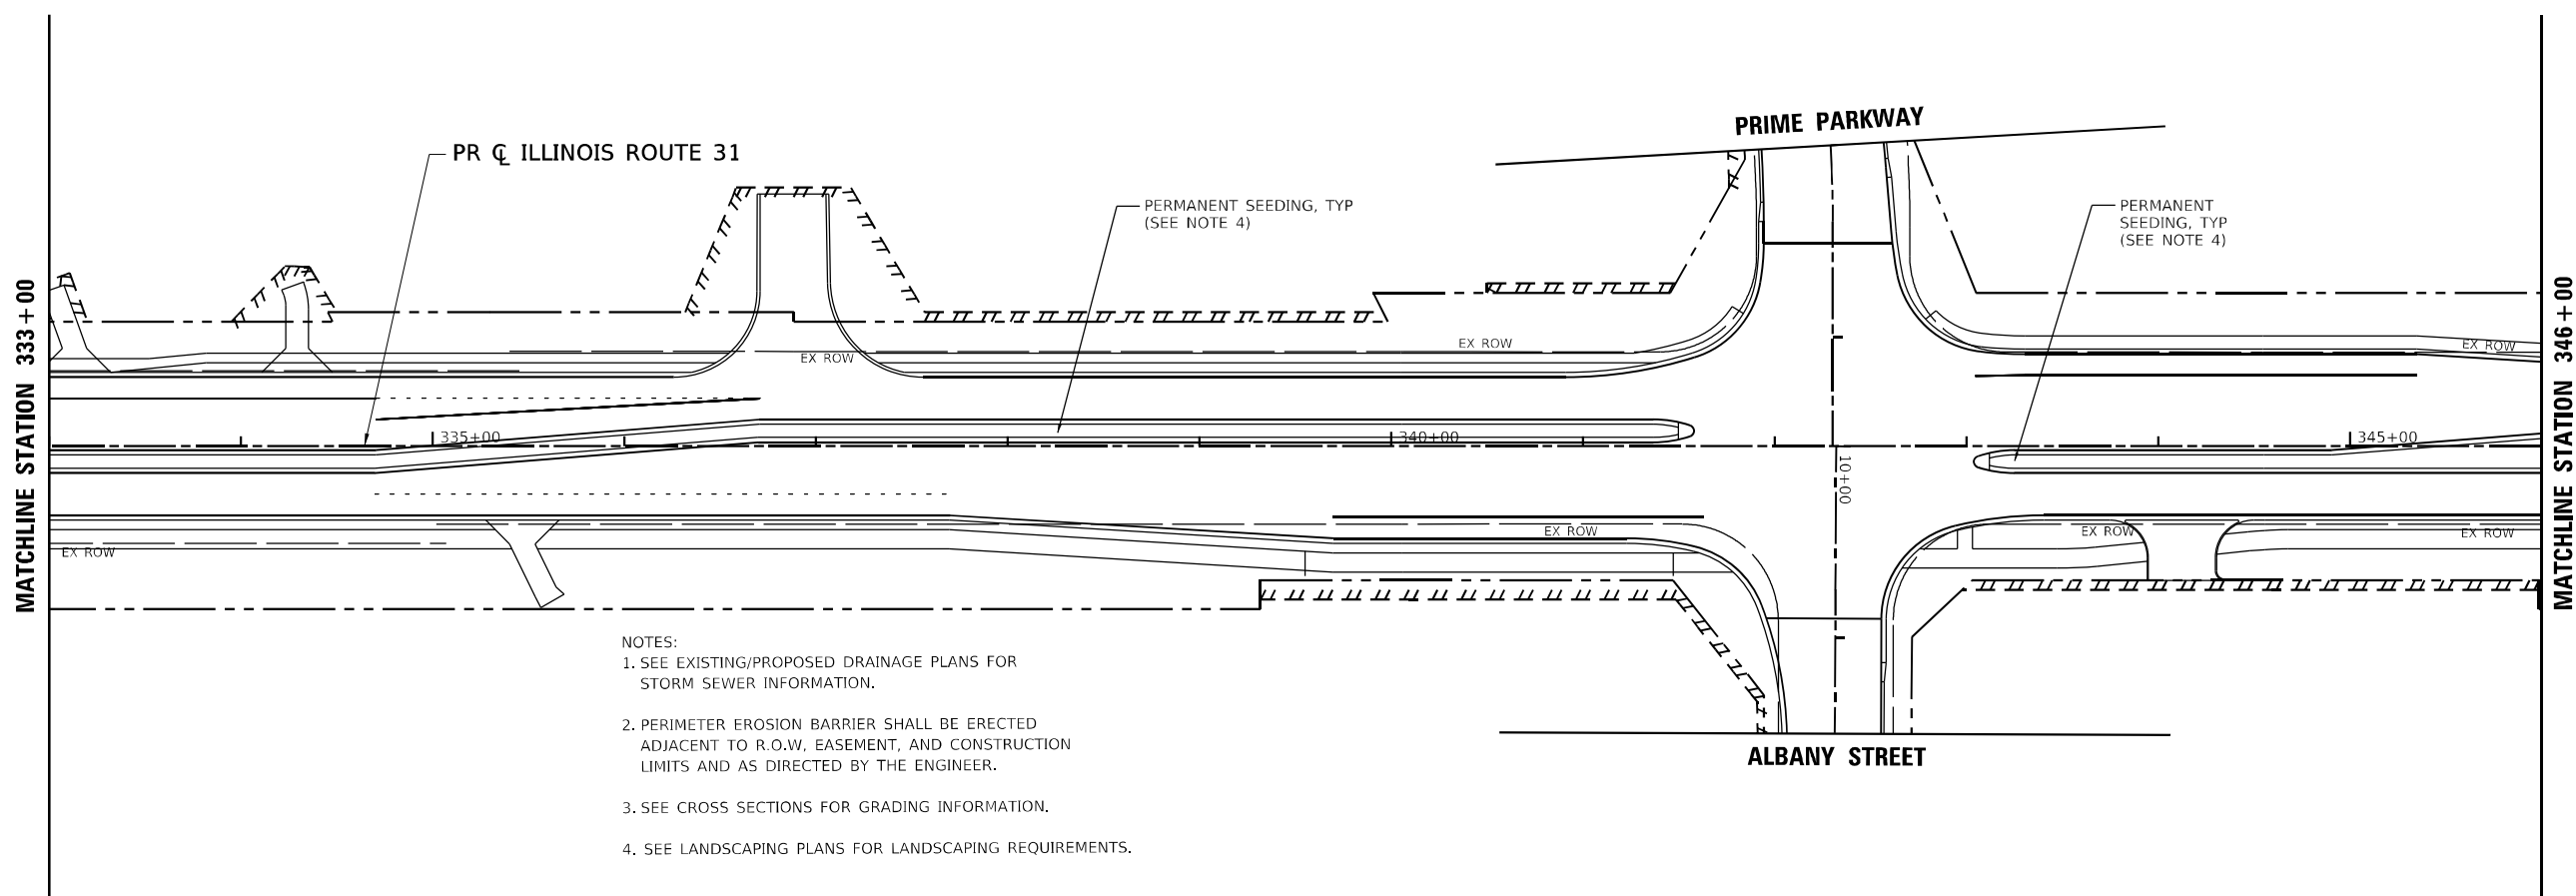 PRIME PARKWAY
PR ℄ ILLINOIS ROUTE 31
PERMANENT SEEDING, TYP
(SEE NOTE 4)
PERMANENT
SEEDING, TYP
(SEE NOTE 4)
MATCHLINE STATION 333+00
MATCHLINE STATION 346+00
EX ROW
EX ROW
EX ROW
335+00
340+00
345+00
10+00
EX ROW
EX ROW
EX ROW
EX ROW
NOTES:
1. SEE EXISTING/PROPOSED DRAINAGE PLANS FOR
STORM SEWER INFORMATION.
2. PERIMETER EROSION BARRIER SHALL BE ERECTED
ADJACENT TO R.O.W, EASEMENT, AND CONSTRUCTION
LIMITS AND AS DIRECTED BY THE ENGINEER.
3. SEE CROSS SECTIONS FOR GRADING INFORMATION.
4. SEE LANDSCAPING PLANS FOR LANDSCAPING REQUIREMENTS.
ALBANY STREET